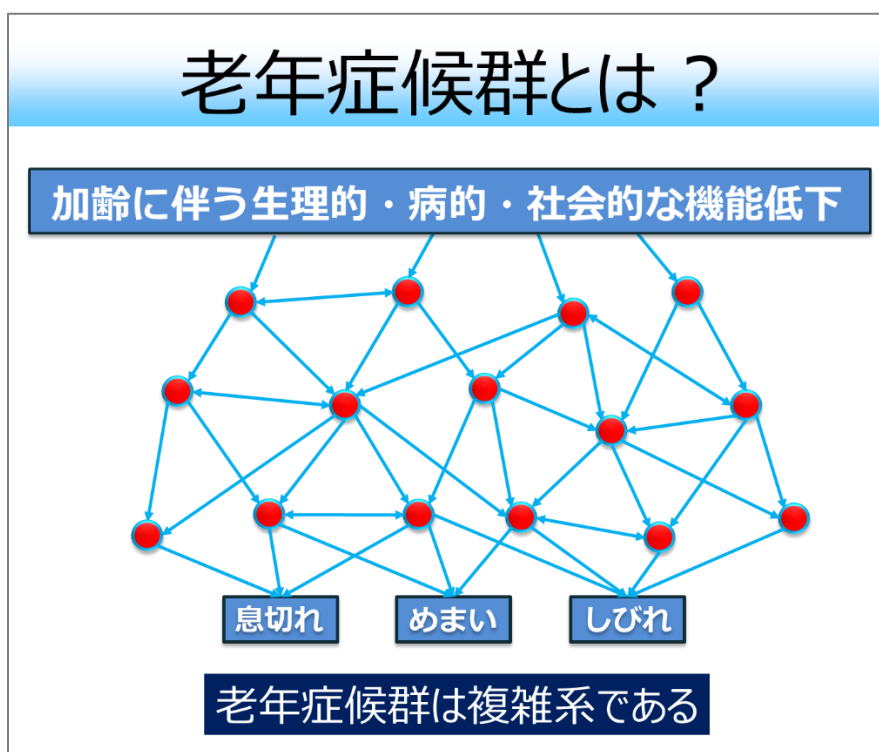 老年症候群とは？
加齢に伴う生理的・病的・社会的な機能低下
息切れ
めまい
しびれ
老年症候群は複雑系である